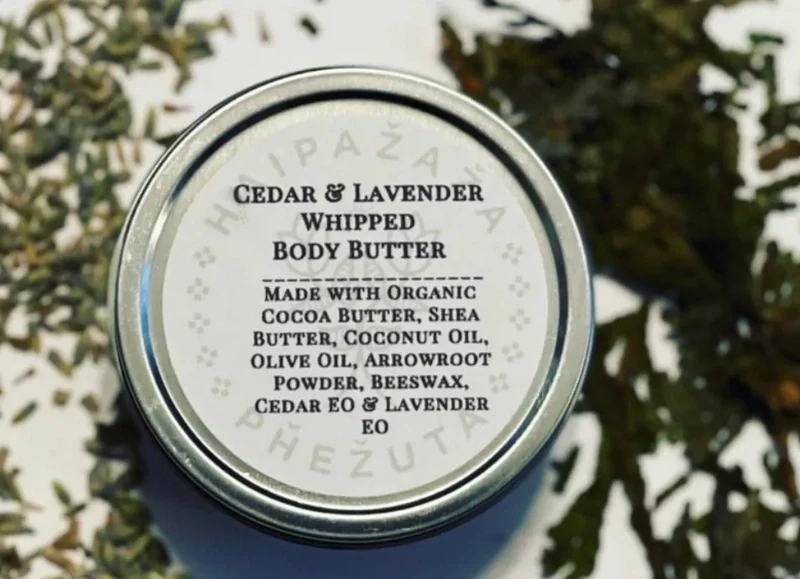 HAIPAŽAŽA
CEDAR & LAVENDER
WHIPPED
BODY BUTTER
MADE WITH ORGANIC
COCOA BUTTER, SHEA
BUTTER, COCONUT OIL,
OLIVE OIL, ARROWROOT
POWDER, BEESWAX,
CEDAR EO & LAVENDER
EO
PȞEŽUTA